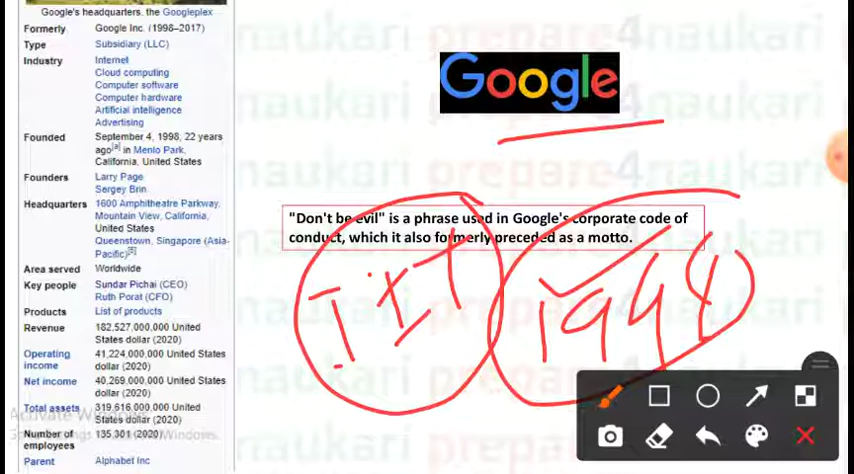 Google's headquarters, the Googleplex
Formerly Google Inc. (1998–2017)
Type Subsidiary (LLC)
Industry Internet
Cloud computing
Computer software
Computer hardware
Artificial intelligence
Advertising
Founded September 4, 1998; 22 years
ago[a] in Menlo Park,
California, United States
Founders Larry Page
Sergey Brin
Headquarters 1600 Amphitheatre Parkway,
Mountain View, California,
United States
Queenstown, Singapore (Asia-
Pacific)[5]
Area served Worldwide
Key people Sundar Pichai (CEO)
Ruth Porat (CFO)
Products List of products
Revenue 182,527,000,000 United
States dollar (2020)
Operating income 41,224,000,000 United States
dollar (2020)
Net income 40,269,000,000 United States
dollar (2020)
Total assets 319,616,000,000 United
States dollar (2020)
Number of employees 135,301 (2020)
Parent Alphabet Inc
Activate Windows
Google
"Don't be evil" is a phrase used in Google's corporate code of
conduct, which it also formerly preceded as a motto.
1998
prepare4naukari